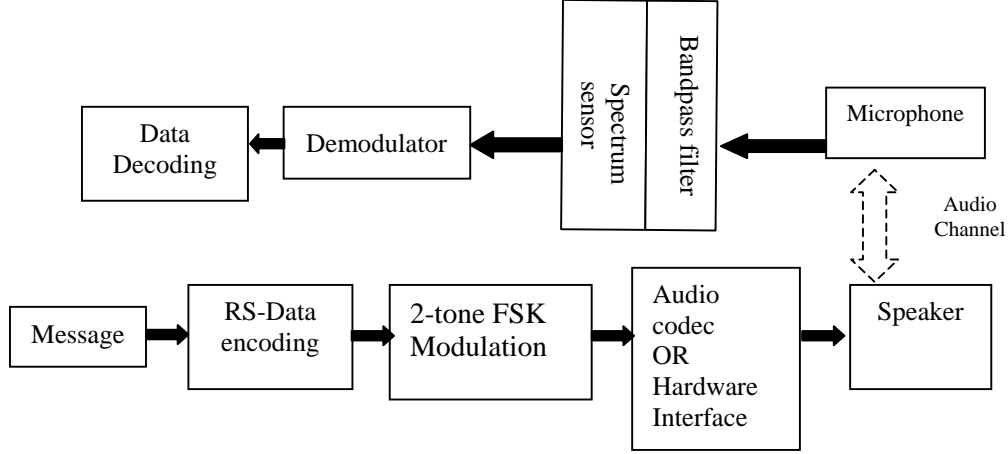 Data
Decoding
Demodulator
Spectrum
sensor
Bandpass filter
Microphone
Audio
Channel
Message
RS-Data
encoding
2-tone FSK
Modulation
Audio
codec
OR
Hardware
Interface
Speaker